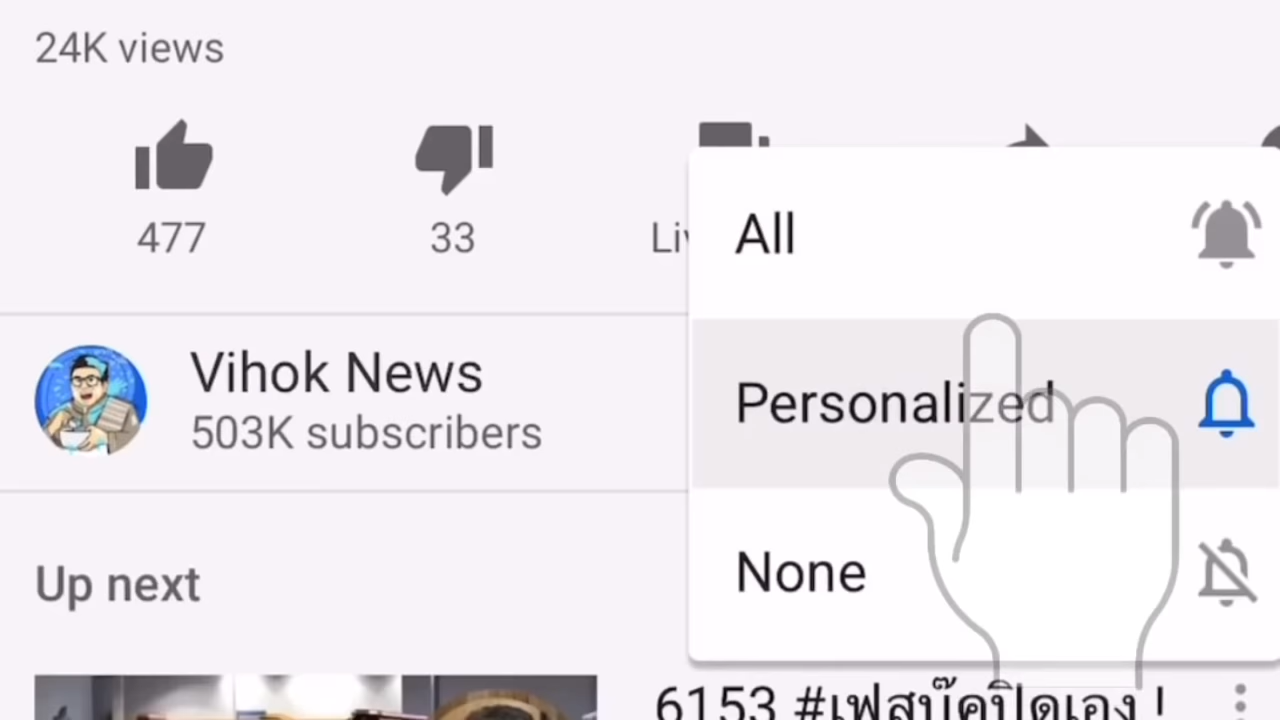 24K views
477
33
Liv
All
Vihok News
503K subscribers
Personalized
None
Up next
6153 #เฟสบุ๊คปิดเอง !